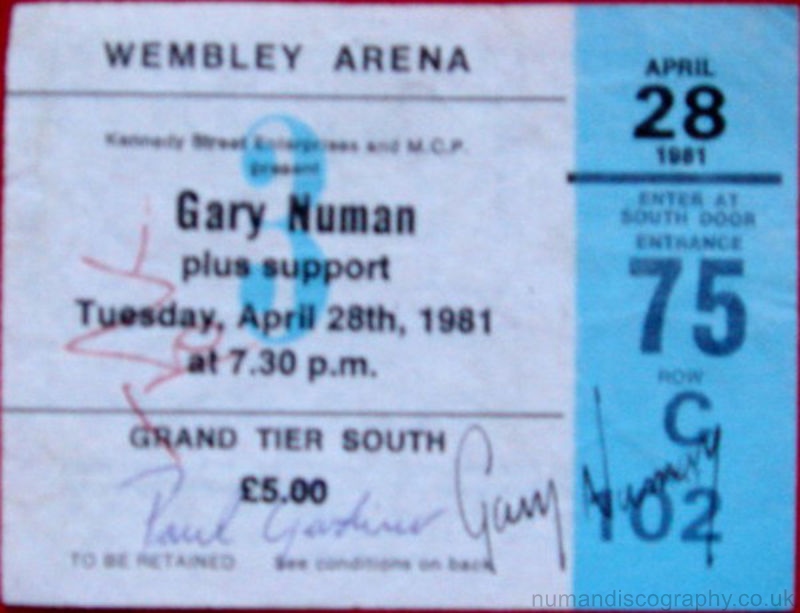 WEMBLEY ARENA
Kennedy Street Enterprises and M.C.P.
present
3
Gary Numan
plus support
Tuesday, April 28th, 1981
at 7.30 p.m.
GRAND TIER SOUTH
£5.00
Paul Gardiner
Gary Numan
TO BE RETAINED See conditions on back
APRIL
28
1981
ENTER AT
SOUTH DOOR
ENTRANCE
75
ROW
C
102
numandiscography.co.uk